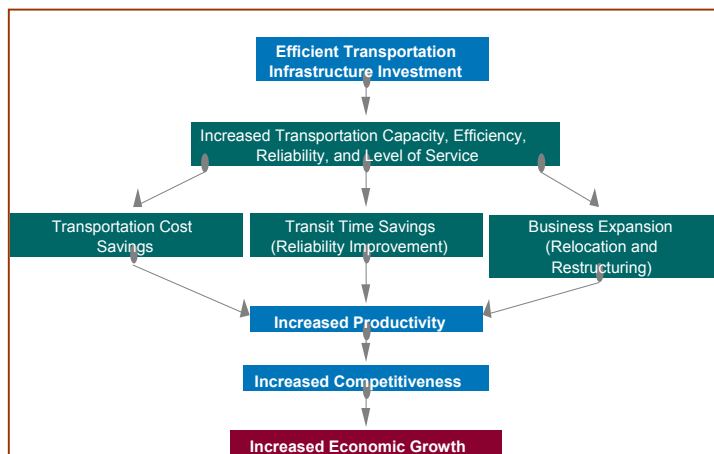 Efficient Transportation
Infrastructure Investment
Increased Transportation Capacity, Efficiency,
Reliability, and Level of Service
Transportation Cost
Savings
Transit Time Savings
(Reliability Improvement)
Business Expansion
(Relocation and
Restructuring)
Increased Productivity
Increased Competitiveness
Increased Economic Growth